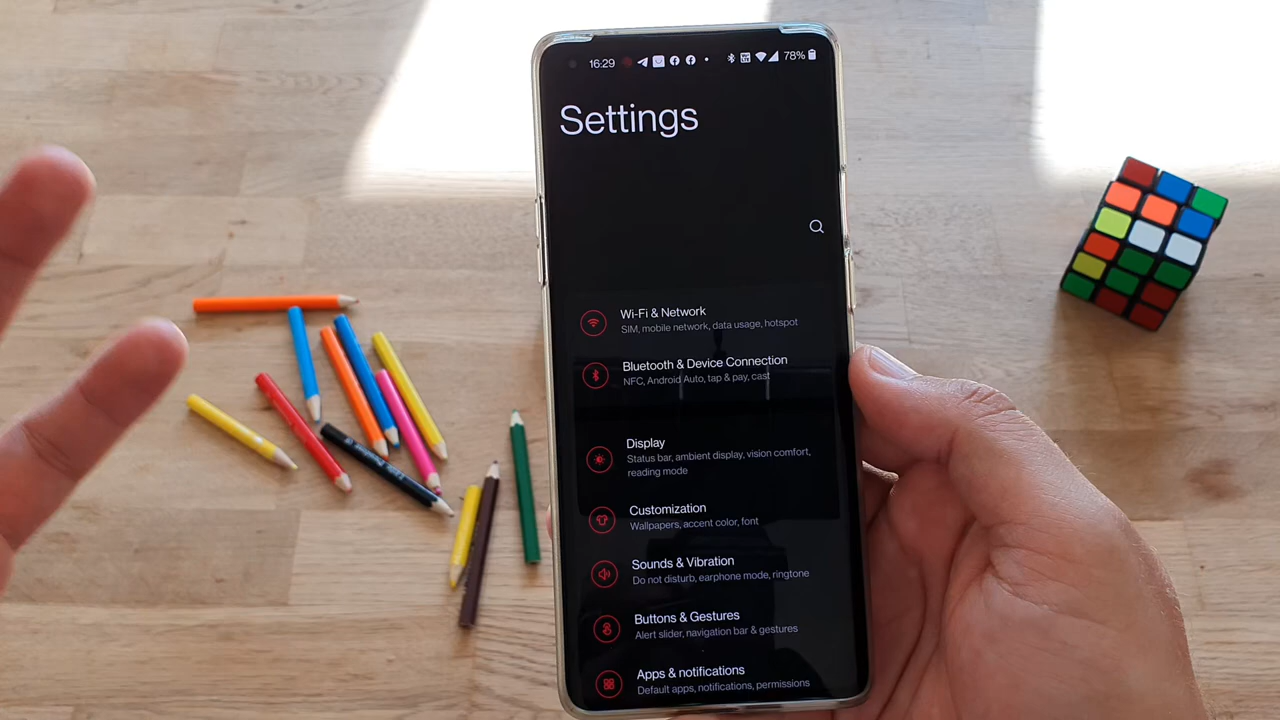 16:29 78%
Settings
Wi-Fi & Network
SIM, mobile network, data usage, hotspot
Bluetooth & Device Connection
NFC, Android Auto, tap & pay, cast
Display
Status bar, ambient display, vision comfort,
reading mode
Customization
Wallpapers, accent color, font
Sounds & Vibration
Do not disturb, earphone mode, ringtone
Buttons & Gestures
Alert slider, navigation bar & gestures
Apps & notifications
Default apps, notifications, permissions